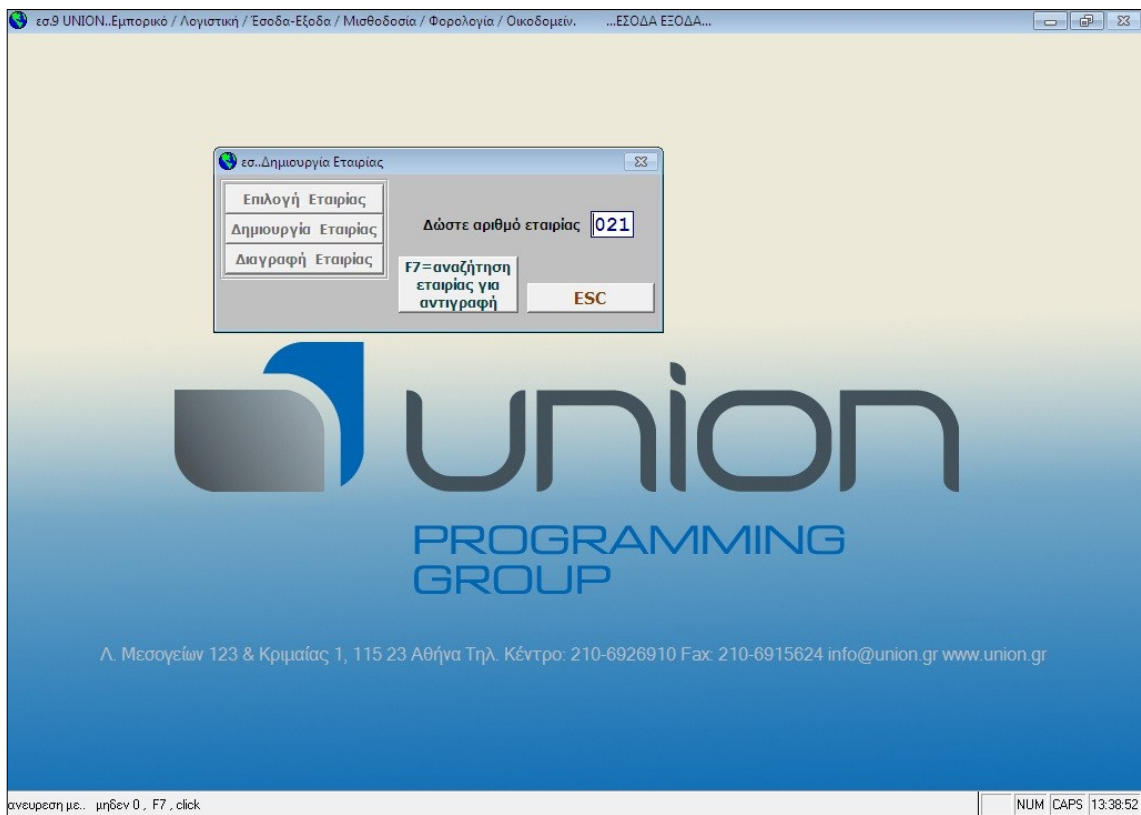 εσ.9 UNION..Εμπορικό / Λογιστική / Έσοδα-Εξοδα / Μισθοδοσία / Φορολογία / Οικοδομείν. ...ΕΣΟΔΑ ΕΞΟΔΑ...
εσ..Δημιουργία Εταιρίας
Επιλογή Εταιρίας
Δημιουργία Εταιρίας
Διαγραφή Εταιρίας
Δώστε αριθμό εταιρίας 021
F7=αναζήτηση
εταιρίας για
αντιγραφή
ESC
union
PROGRAMMING
GROUP
Λ. Μεσογείων 123 & Κριμαίας 1, 115 23 Αθήνα Τηλ. Κέντρο: 210-6926910 Fax: 210-6915624 info@union.gr www.union.gr
ανευρεση με.. μηδεν 0 , F7 , click
NUM CAPS 13:38:52